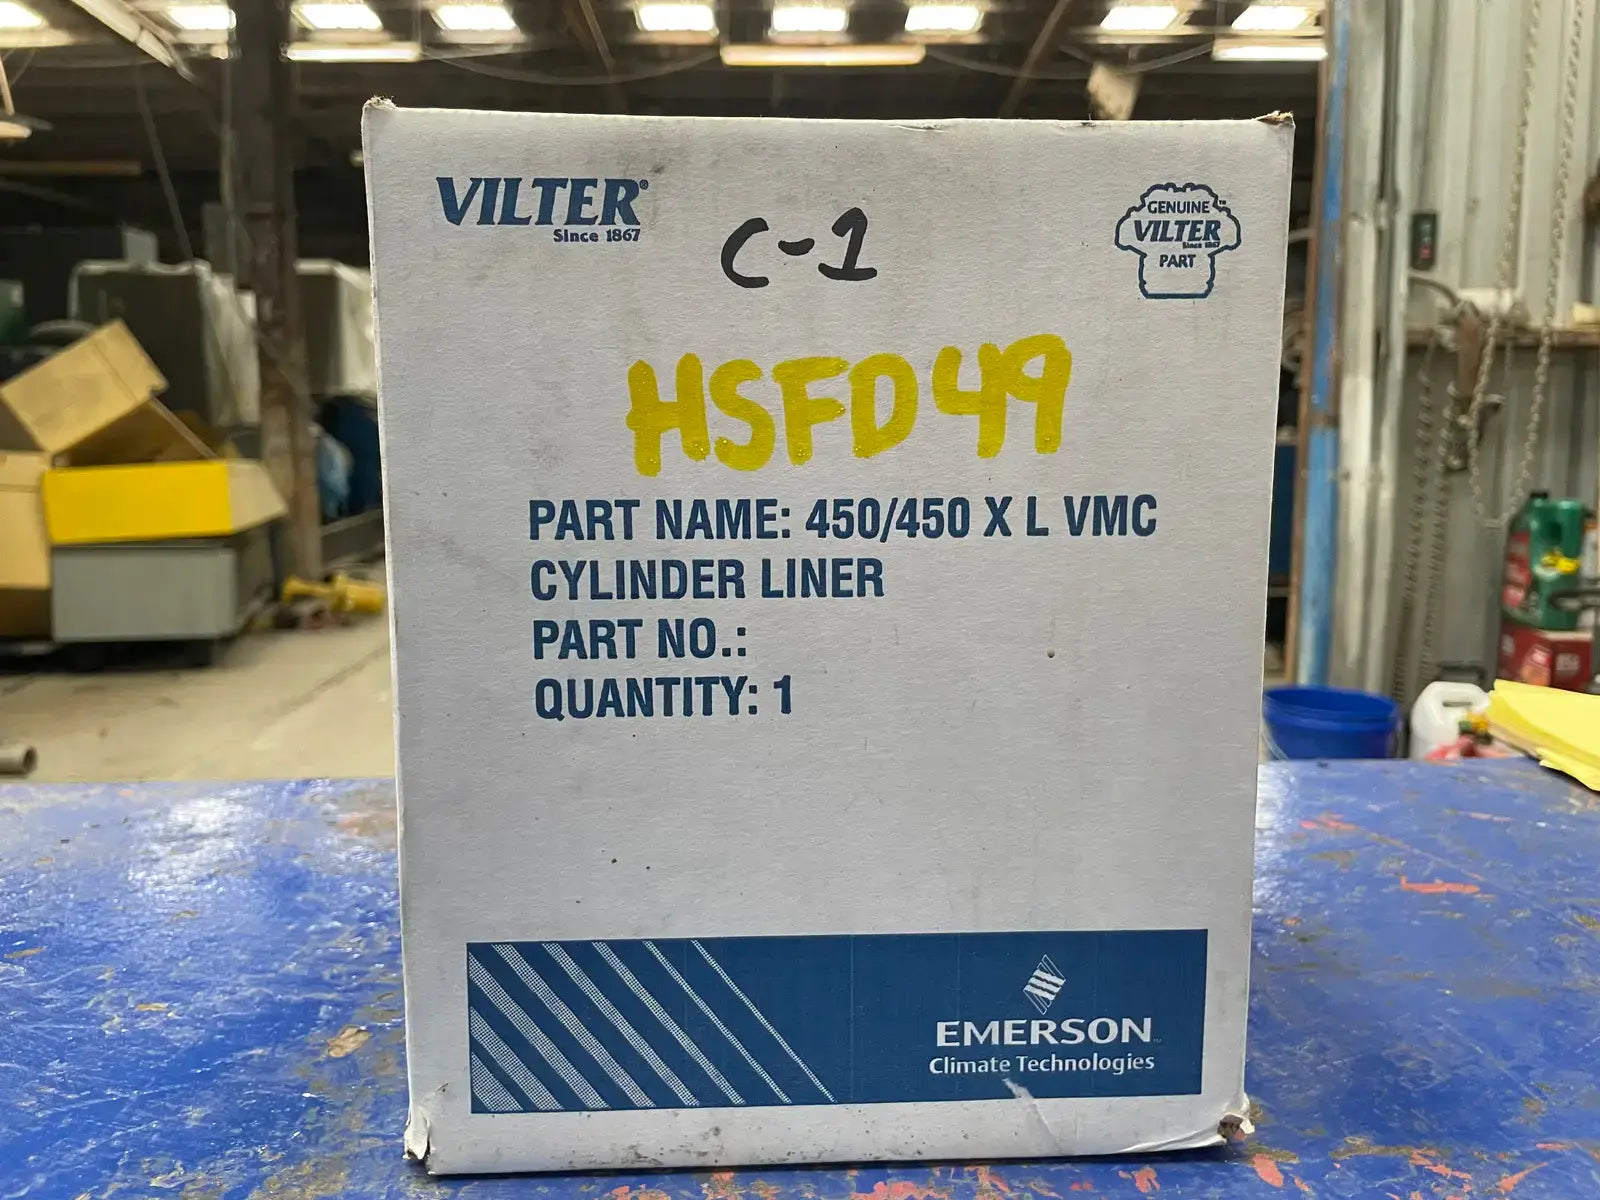 VILTER®
Since 1867
C-1
GENUINE™
VILTER
Since 1867
PART
HSFD49
PART NAME: 450/450 X L VMC
CYLINDER LINER
PART NO.:
QUANTITY: 1
EMERSON
Climate Technologies